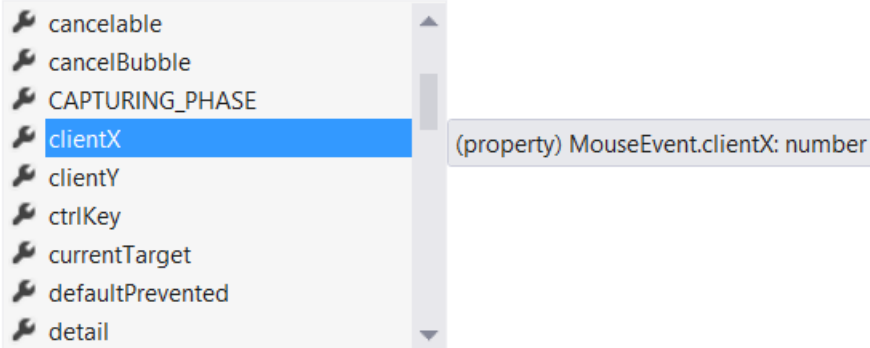 cancelable
cancelBubble
CAPTURING_PHASE
clientX
(property) MouseEvent.clientX: number
clientY
ctrlKey
currentTarget
defaultPrevented
detail